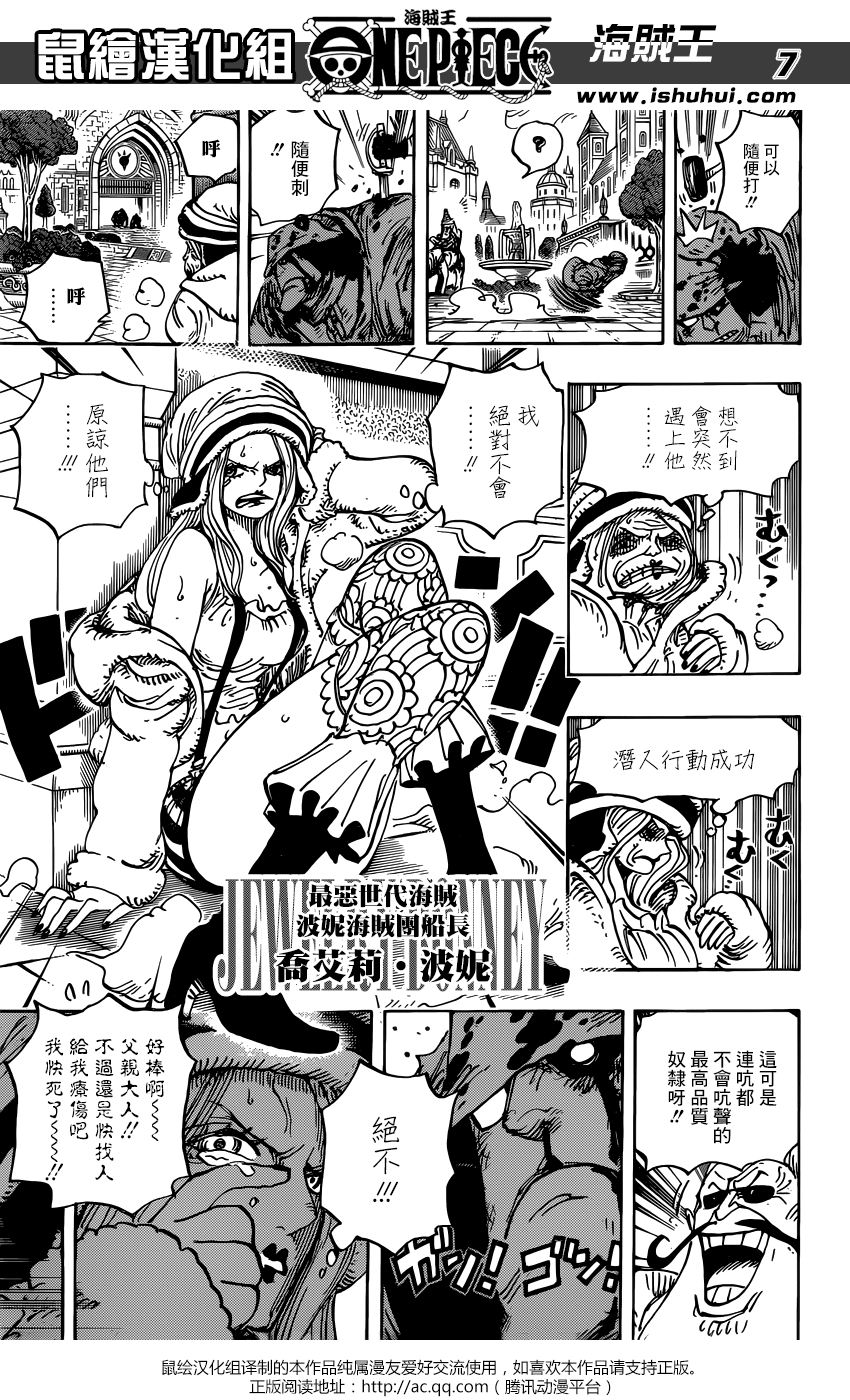 鼠繪漢化組
海賊王
ONE PIECE
海賊王
7
www.ishuhui.com
可以
隨便打!!
?
隨便刺
!!
呼
呼
……
想不到
會突然
遇上他
……!!
むくっ…
潛入行動成功
むく
むく
我
絕對不會
……
原諒他們
……!!!
ドン!!
JEWELRY BONNEY
最惡世代海賊
波妮海賊團船長
喬艾莉·波妮
這可是
連吭都
不會吭聲的
最高品質
奴隸呀!!
ゴッ!
ガン!
絕不!!!
好棒啊~~
父親大人!!
不過還是快找人
給我療傷吧
我快死了~~!!
鼠绘汉化组译制的本作品纯属漫友爱好交流使用，如喜欢本作品请支持正版。
正版阅读地址：http://ac.qq.com（腾讯动漫平台）